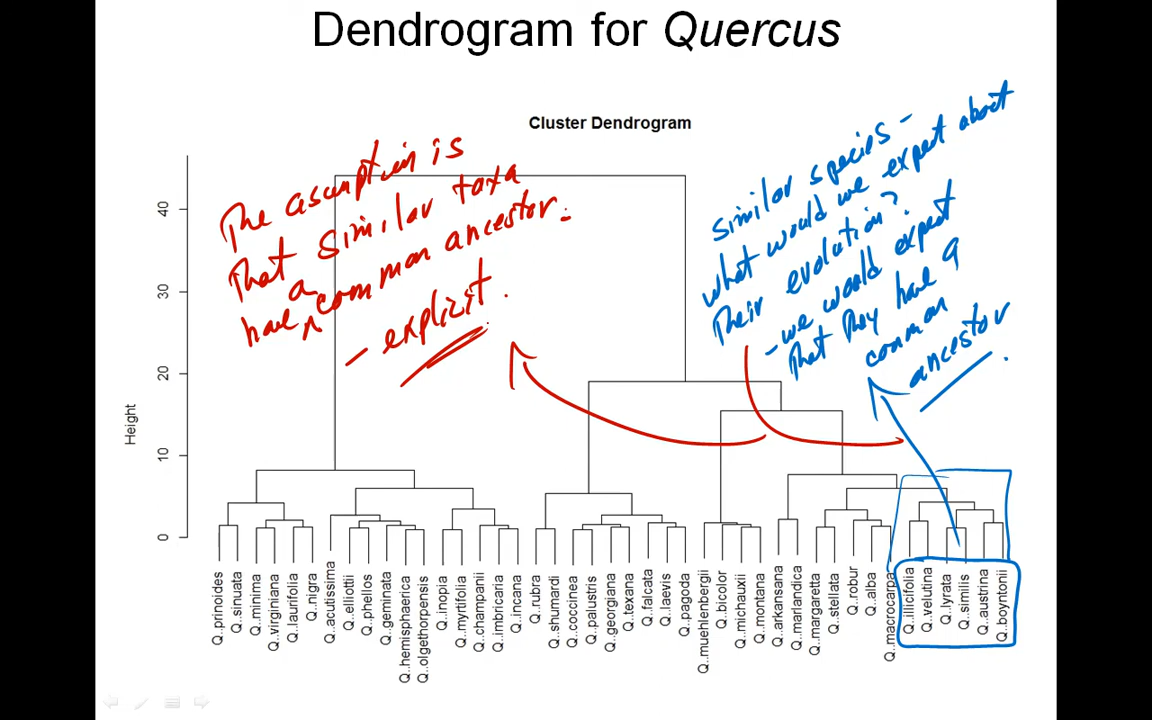 Dendrogram for Quercus
Cluster Dendrogram
The assumption is
That similar taxa
a
have ^ common ancestor.
- explicit.
similar species -
what would we expect about
Their evolution?
- we would expect
That they have a
common
ancestor.
Height
0
10
20
30
40
Q..prinoides
Q..sinuata
Q..minima
Q..virginiana
Q..laurifolia
Q..nigra
Q..acutissima
Q..elliottii
Q..phellos
Q..geminata
Q..hemisphaerica
Q..olgethorpensis
Q..inopia
Q..myrtifolia
Q..champanii
Q..imbricaria
Q..incana
Q..rubra
Q..shumardi
Q..coccinea
Q..palustris
Q..georgiana
Q..texana
Q..falcata
Q..laevis
Q..pagoda
Q..muehlenbergii
Q..bicolor
Q..michauxii
Q..montana
Q..arkansana
Q..marlandica
Q..margaretta
Q..stellata
Q..robur
Q..alba
Q..macrocarpa
Q..illicifolia
Q..velutina
Q..lyrata
Q..similis
Q..austrina
Q..boyntonii